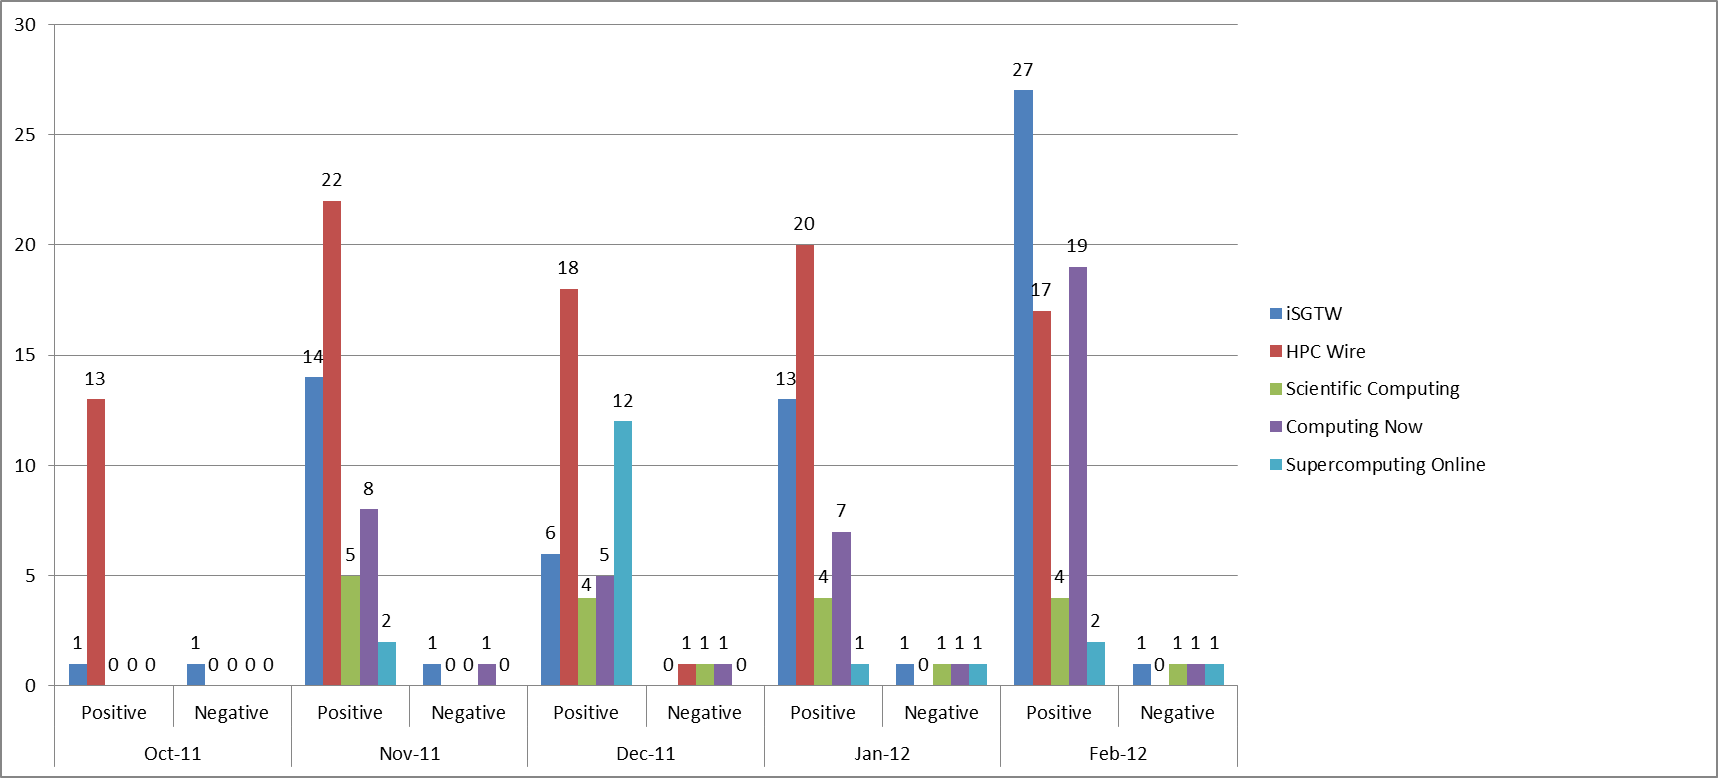 30
25
20
15
10
5
0
1 13 0 0 0
1 0 0 0 0
14 22 5 8 2
1 0 0 1 0
6 18 4 5 12
0 1 1 1 0
13 20 4 7 1
1 0 1 1 1
27 17 4 19 2
1 0 1 1 1
Positive Negative Positive Negative Positive Negative Positive Negative Positive Negative
Oct-11 Nov-11 Dec-11 Jan-12 Feb-12
iSGTW
HPC Wire
Scientific Computing
Computing Now
Supercomputing Online